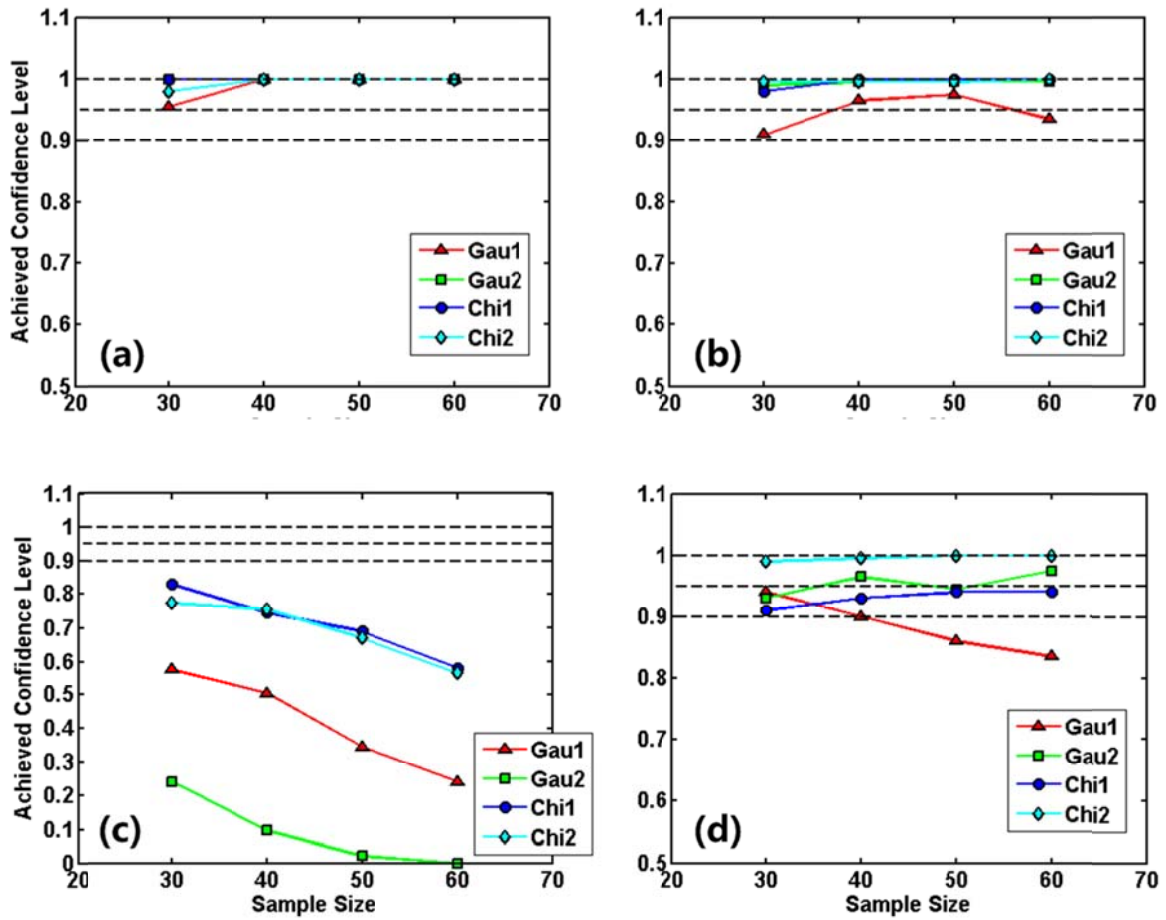 Achieved Confidence Level
1.1
1
0.9
0.8
0.7
0.6
0.5
20 30 40 50 60 70
Gau1
Gau2
Chi1
Chi2
(a)
1.1
1
0.9
0.8
0.7
0.6
0.5
20 30 40 50 60 70
Gau1
Gau2
Chi1
Chi2
(b)
Achieved Confidence Level
1.1
1
0.9
0.8
0.7
0.6
0.5
0.4
0.3
0.2
0.1
0
20 30 40 50 60 70
Sample Size
Gau1
Gau2
Chi1
Chi2
(c)
1.1
1
0.9
0.8
0.7
0.6
0.5
20 30 40 50 60 70
Sample Size
Gau1
Gau2
Chi1
Chi2
(d)